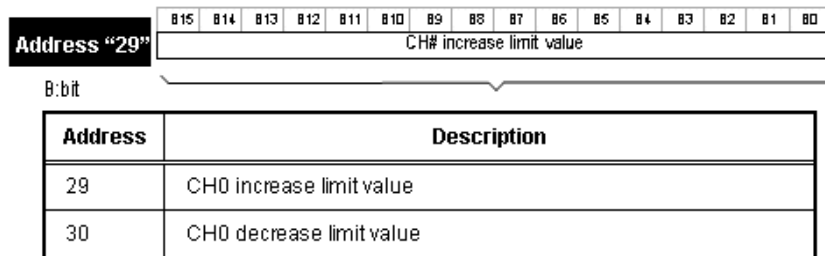 B15 B14 B13 B12 B11 B10 B9 B8 B7 B6 B5 B4 B3 B2 B1 B0
Address “29” CH# increase limit value
B:bit
Address Description
29 CH0 increase limit value
30 CH0 decrease limit value